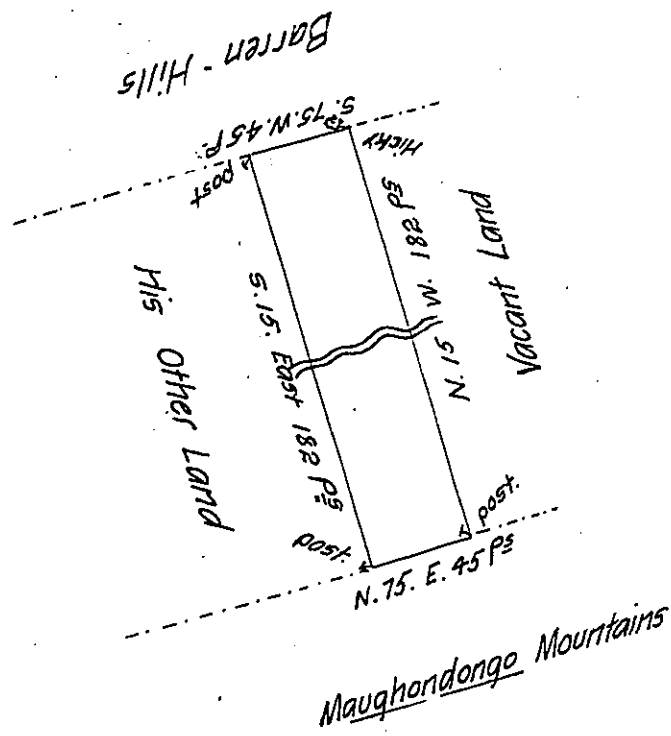 Barren - Hills
S. 75. W. 45 P.
post
Hicky
His Other Land
S. 15. East 182 Ps
N. 15 W. 182 Ps
Vacant Land
post.
post.
N. 75. E. 45 Ps
Maughondongo Mountains